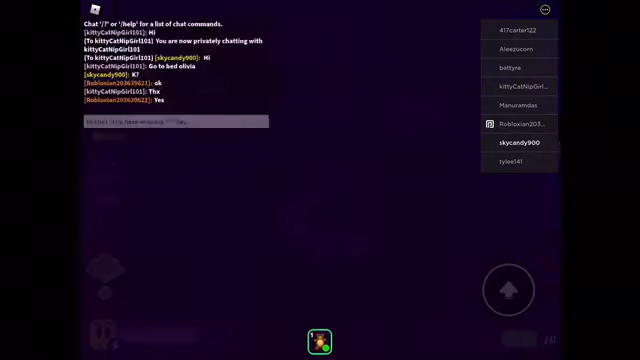 Chat '/?' or '/help' for a list of chat commands.
[kittyCatNipGirl101]: Hi
{To kittyCatNipGirl101} You are now privately chatting with
kittyCatNipGirl101
{To kittyCatNipGirl101} [skycandy900]: Hi
[kittyCatNipGirl101]: Go to bed olivia
[skycandy900]: K?
[Robloxian203639621]: ok
[kittyCatNipGirl101]: Thx
[Robloxian203639621]: Yes
417carter122
Aleezucorn
battyre
kittyCatNipGirl...
Manuramdas
Robloxian203...
skycandy900
tylee141
1